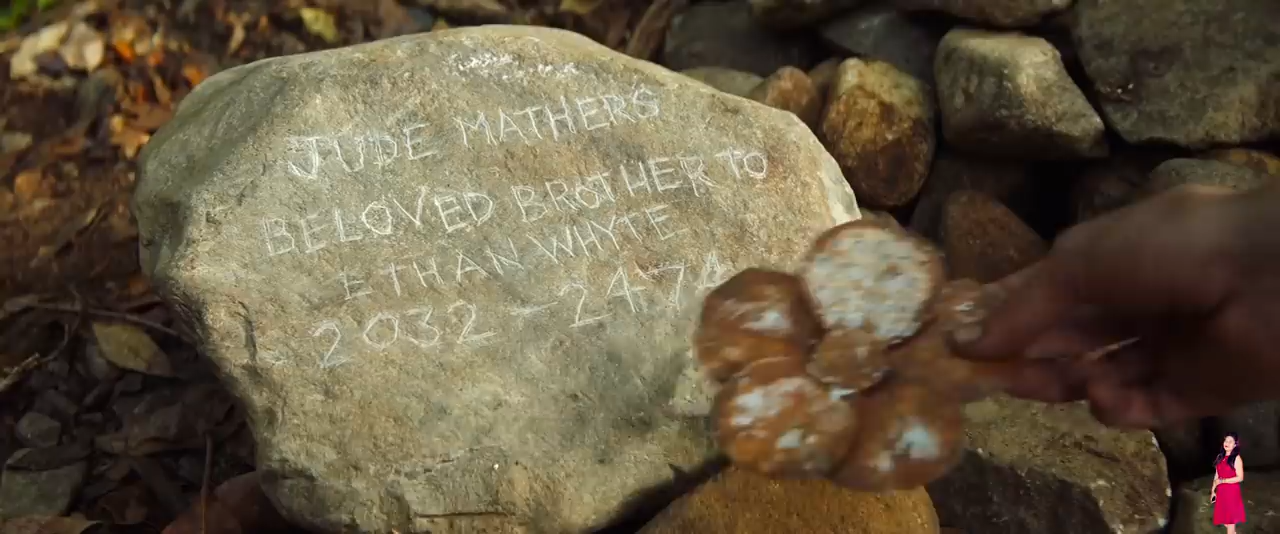 JUDE MATHERS
BELOVED BROTHER TO
ETHAN WHYTE
2032 - 2474